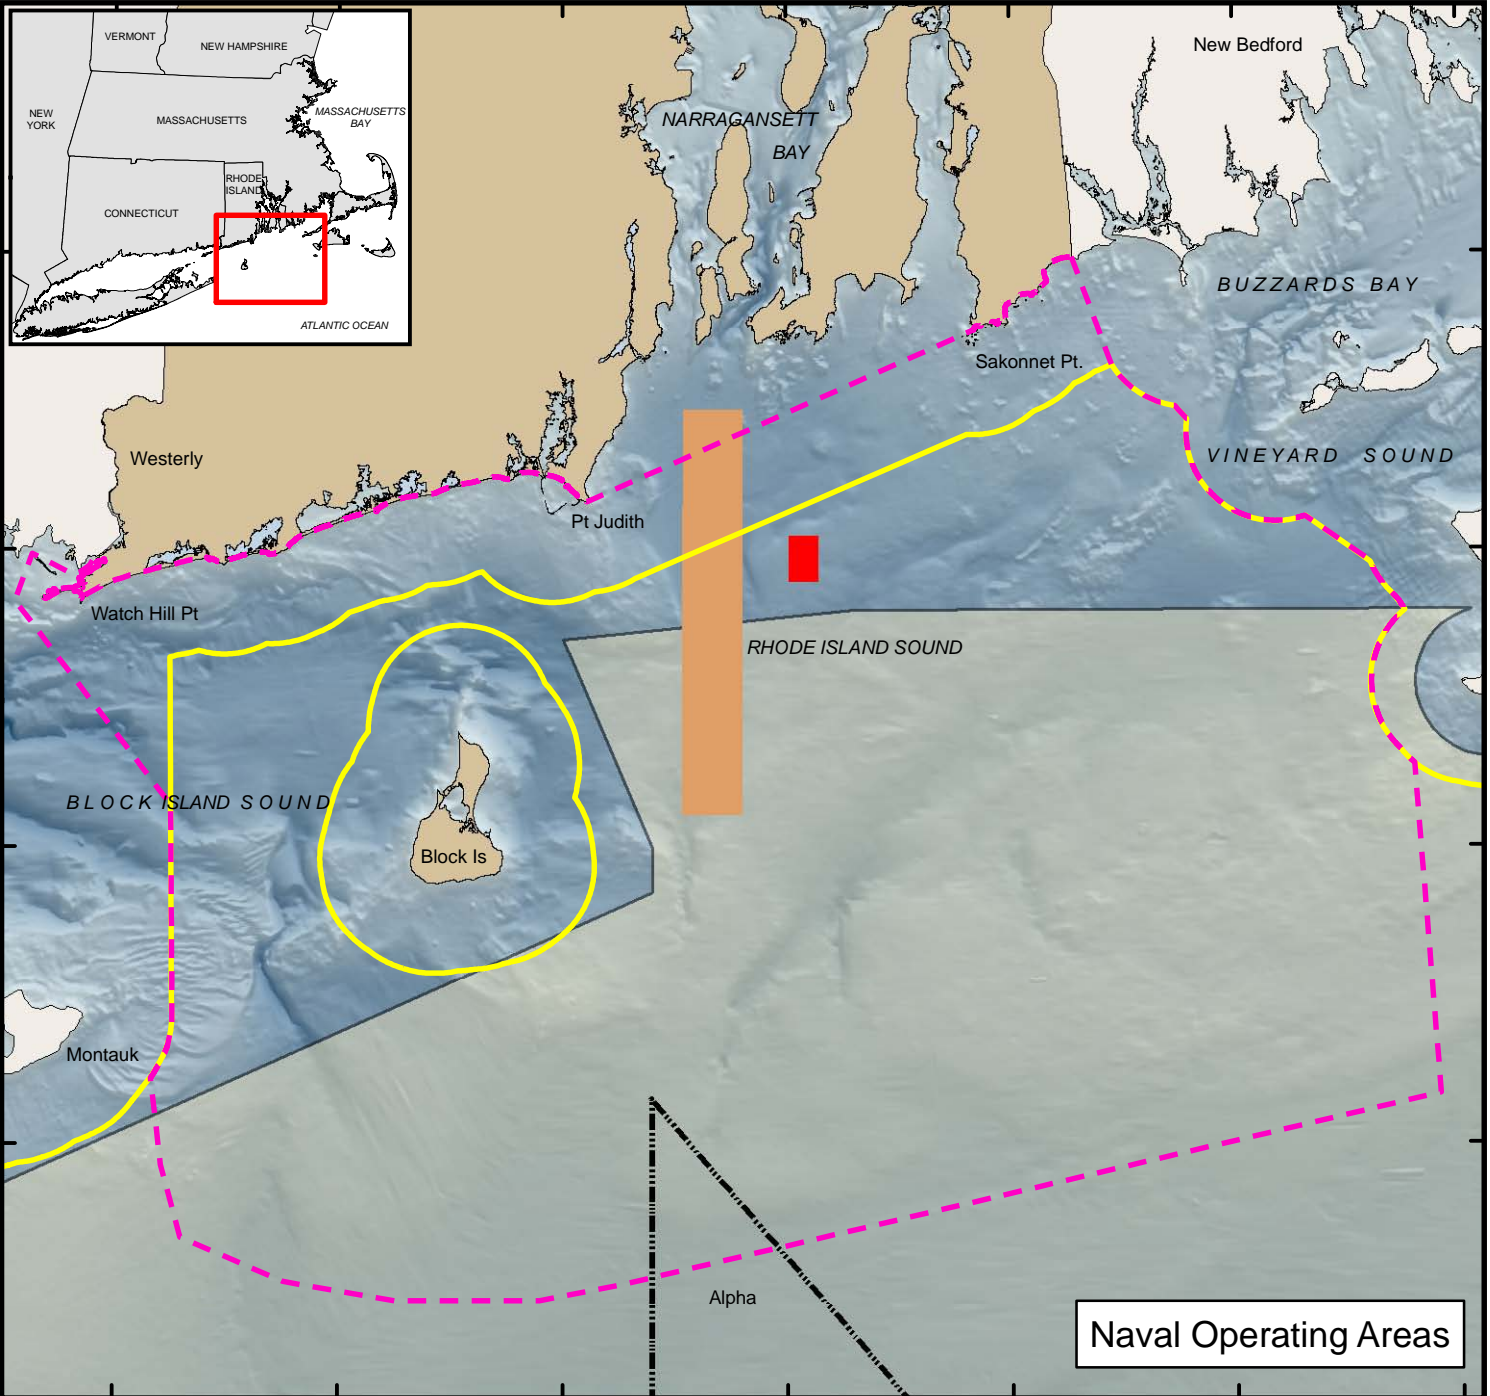 VERMONT
NEW HAMPSHIRE
NEW
YORK
MASSACHUSETTS
MASSACHUSETTS
BAY
RHODE
ISLAND
CONNECTICUT
ATLANTIC OCEAN
New Bedford
NARRAGANSETT
BAY
BUZZARDS BAY
Sakonnet Pt.
Westerly
VINEYARD SOUND
Pt Judith
Watch Hill Pt
RHODE ISLAND SOUND
BLOCK ISLAND SOUND
Block Is
Montauk
Alpha
Naval Operating Areas